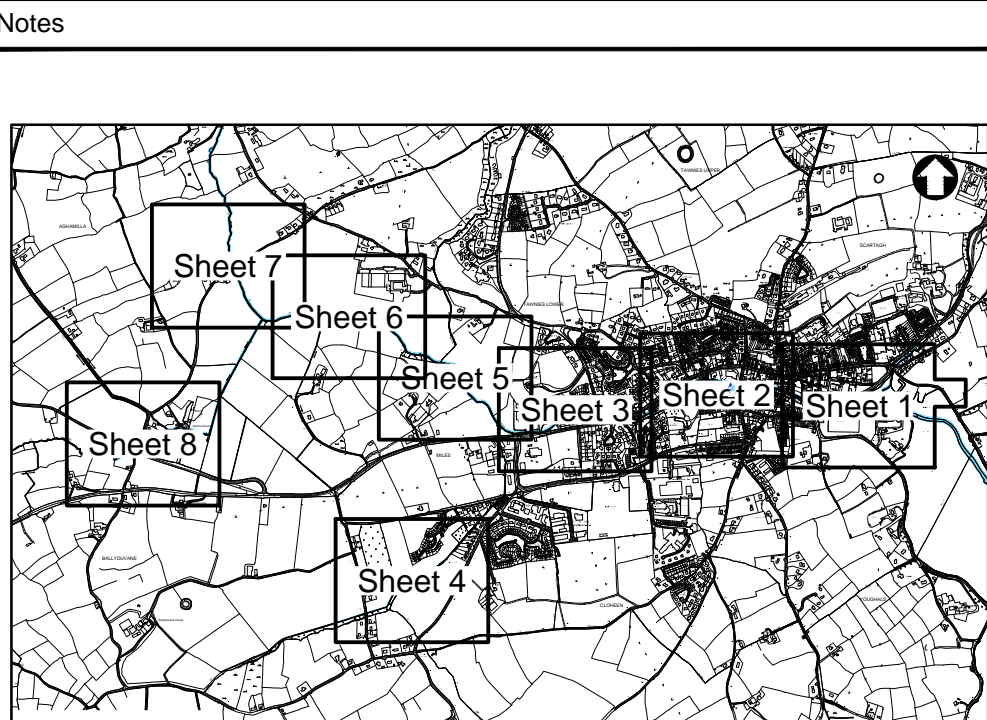 Notes
TAWNIES UPPER
AGHAMILLA
SCARTAGH
Sheet 7
TAWNIES LOWER
Sheet 6
Sheet 5
Sheet 2
Sheet 3
Sheet 1
Sheet 8
MILES
BALLYDUVANE
Sheet 4
YOUGHALS
CLOHEEN